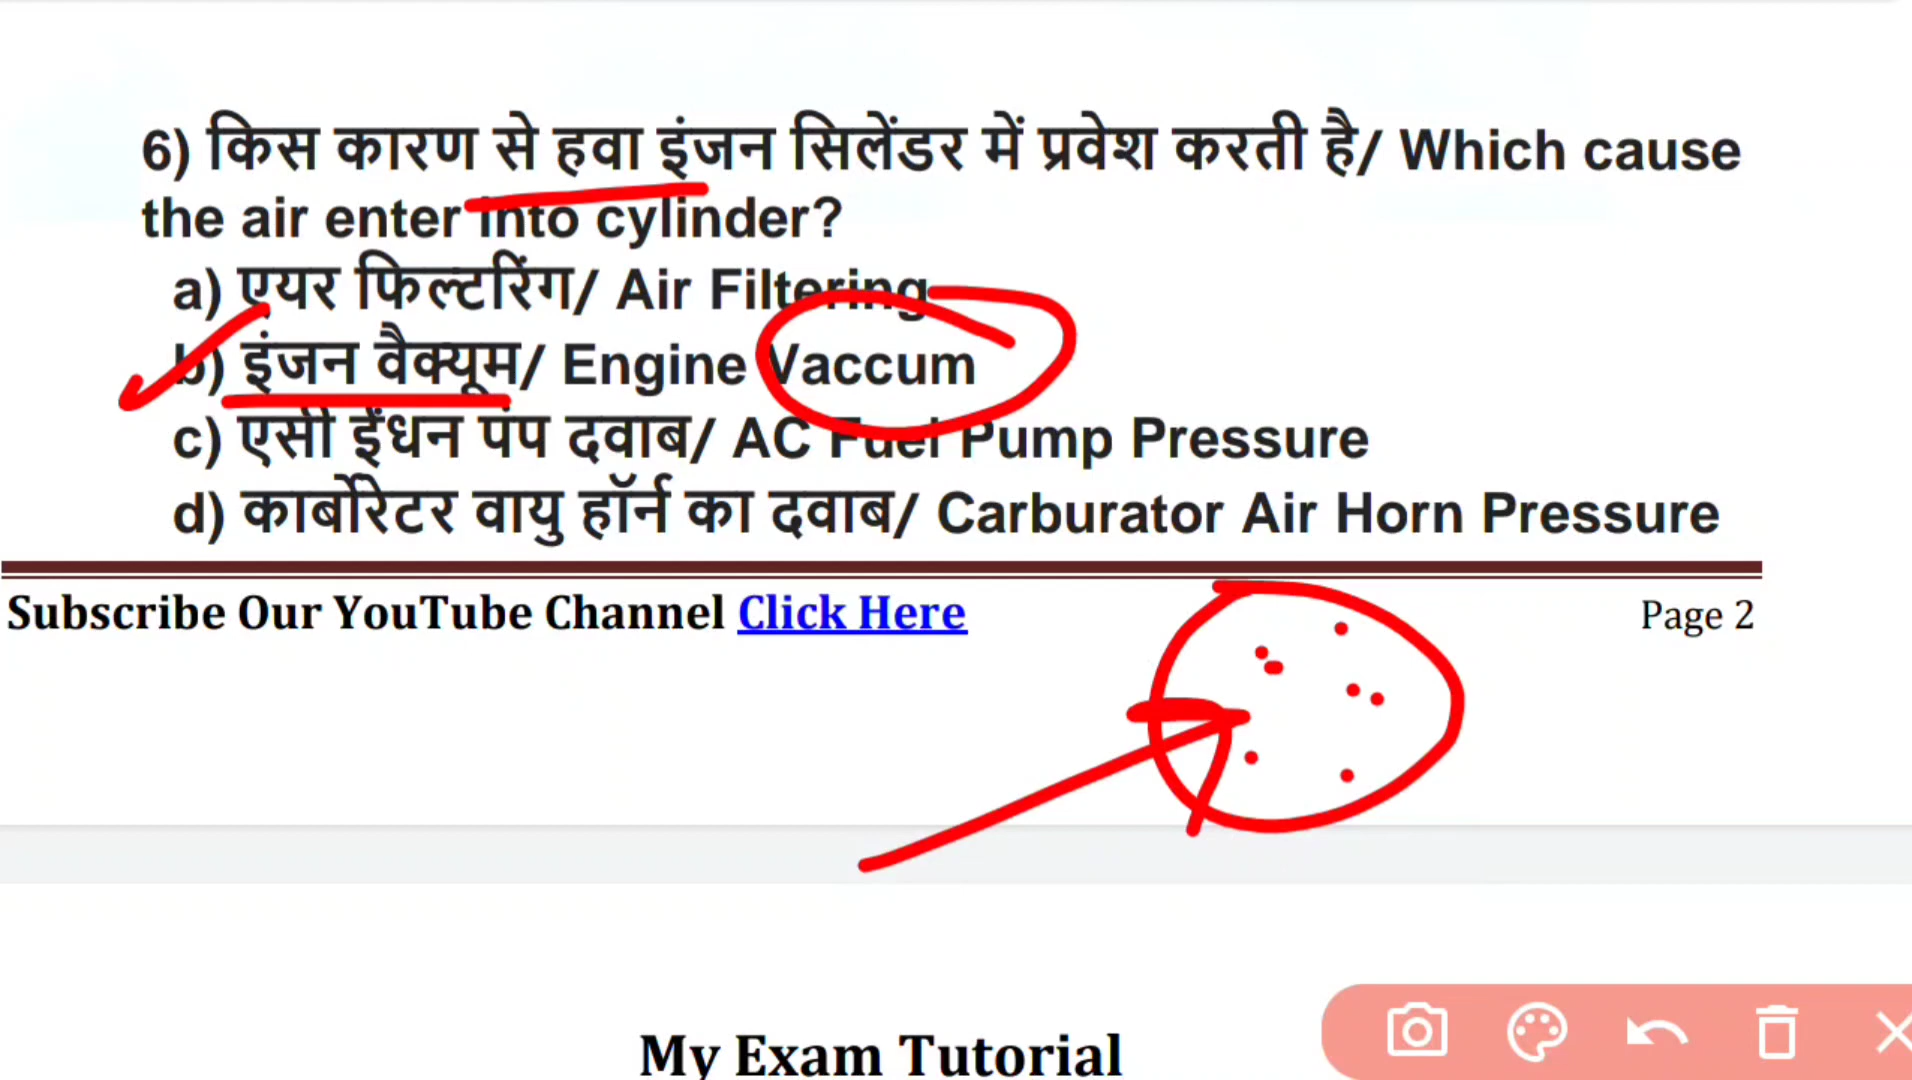 6) किस कारण से हवा इंजन सिलेंडर में प्रवेश करती है/ Which cause
the air enter into cylinder?
a) एयर फिल्टरिंग/ Air Filtering
b) इंजन वैक्यूम/ Engine Vaccum
c) एसी ईंधन पंप दवाब/ AC Fuel Pump Pressure
d) कार्बोरेटर वायु हॉर्न का दवाब/ Carburator Air Horn Pressure
Subscribe Our YouTube Channel Click Here
Page 2
My Exam Tutorial